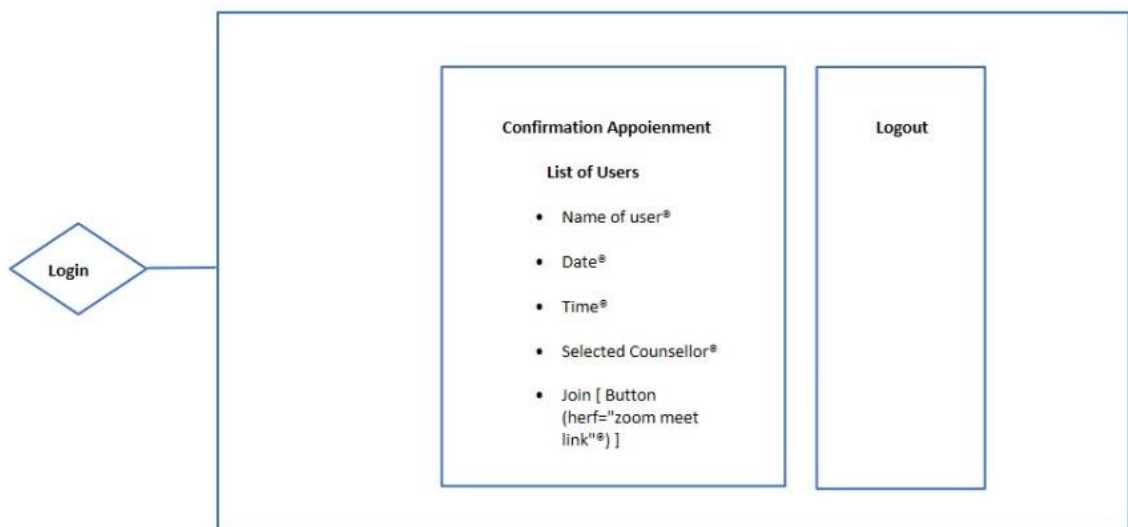 Login
Confirmation Appoienment
List of Users
• Name of user®
• Date®
• Time®
• Selected Counsellor®
• Join [ Button
(herf="zoom meet
link"®) ]
Logout